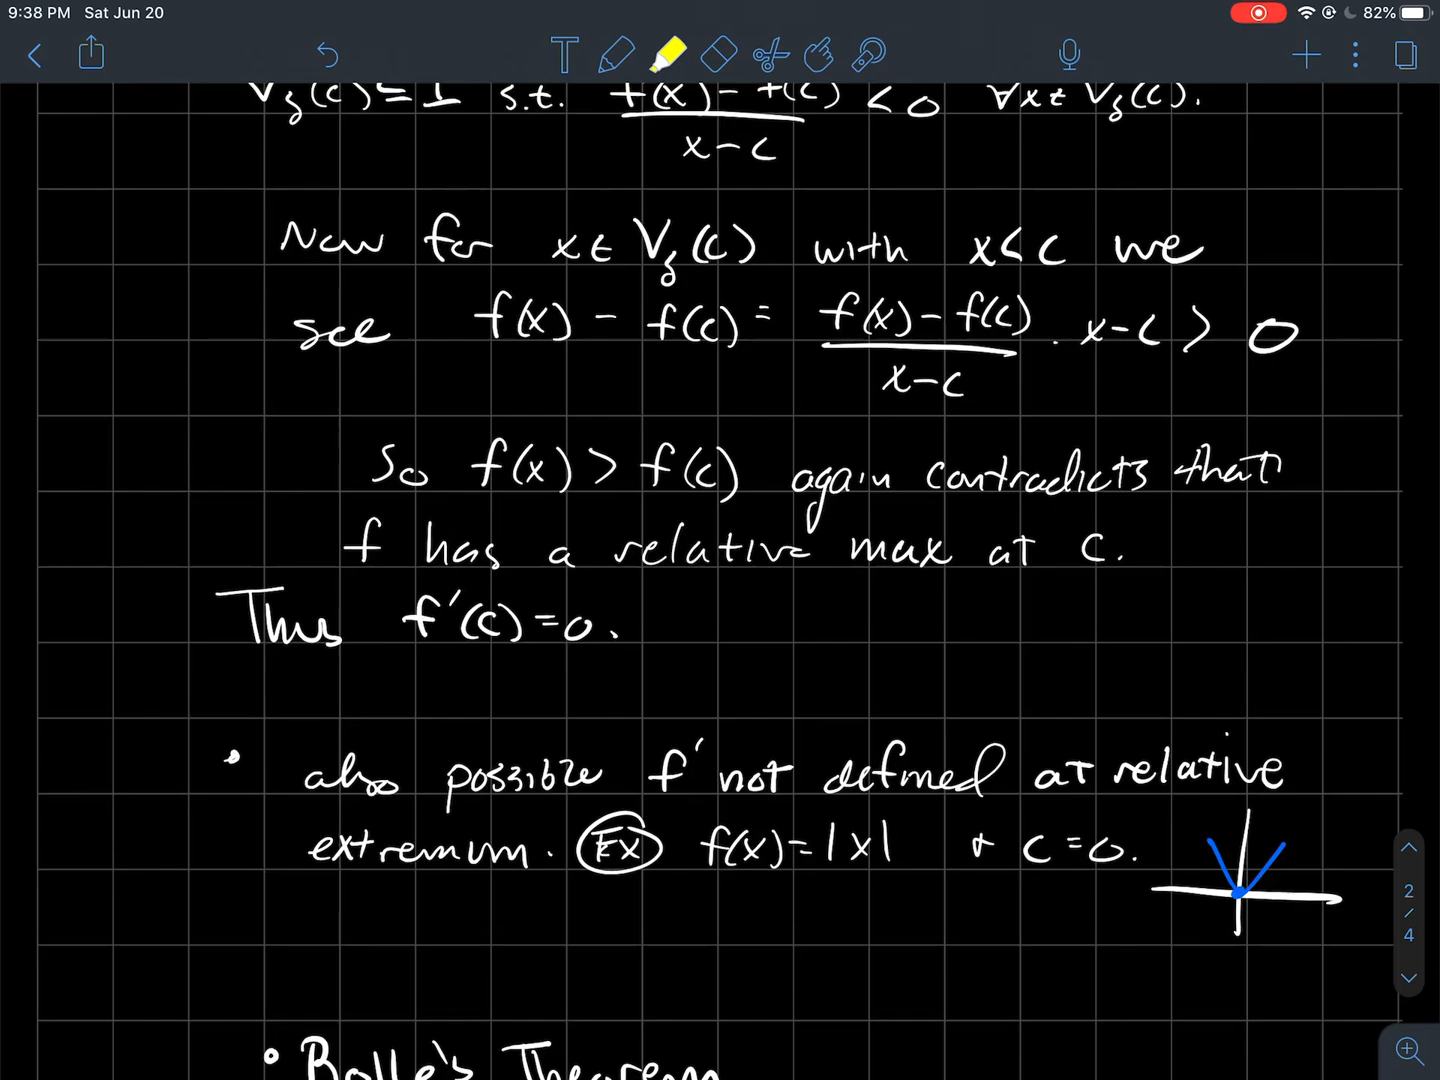 9:38 PM Sat Jun 20 82%
V_δ(c) ⊆ I s.t. (f(x) - f(c))/(x - c) < 0 ∀x ∈ V_δ(c).
Now for x ∈ V_δ(c) with x < c we
see f(x) - f(c) = (f(x) - f(c))/(x - c) · x - c > 0
So f(x) > f(c) again contradicts that
f has a relative max at c.
Thus f'(c) = 0.
• also possible f' not defined at relative
extremum. EX f(x) = |x| & c = 0.
2
/
4
• Rolle's Theorem